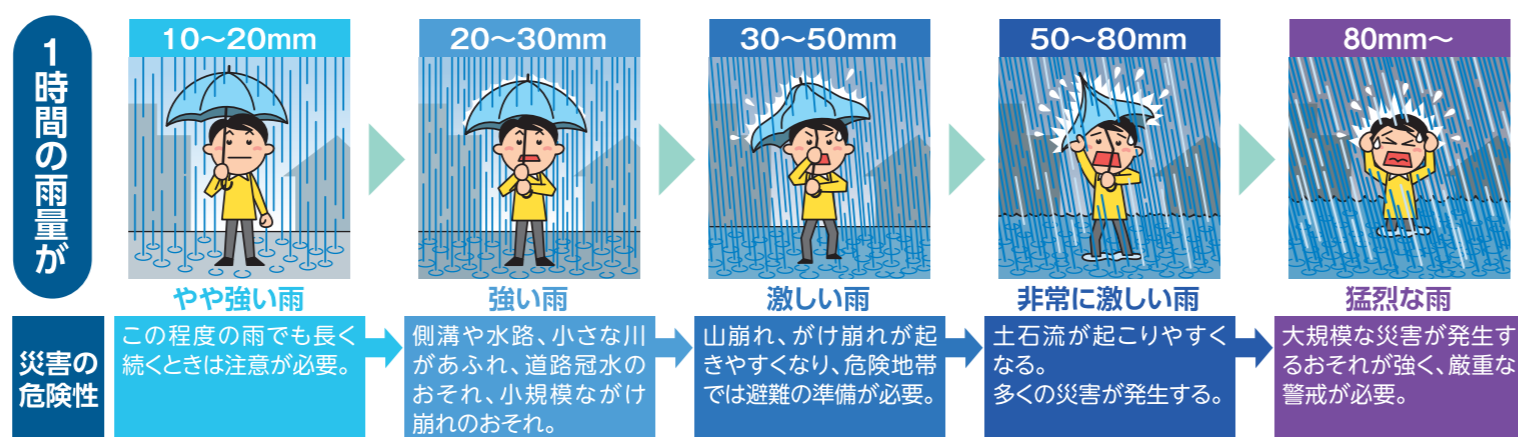 1時間の雨量が
10～20mm
20～30mm
30～50mm
50～80mm
80mm～
やや強い雨
強い雨
激しい雨
非常に激しい雨
猛烈な雨
災害の
危険性
この程度の雨でも長く
続くときは注意が必要。
側溝や水路、小さな川
があふれ、道路冠水の
おそれ、小規模ながけ
崩れのおそれ。
山崩れ、がけ崩れが起
きやすくなり、危険地帯
では避難の準備が必要。
土石流が起こりやすく
なる。
多くの災害が発生する。
大規模な災害が発生す
るおそれが強く、厳重な
警戒が必要。